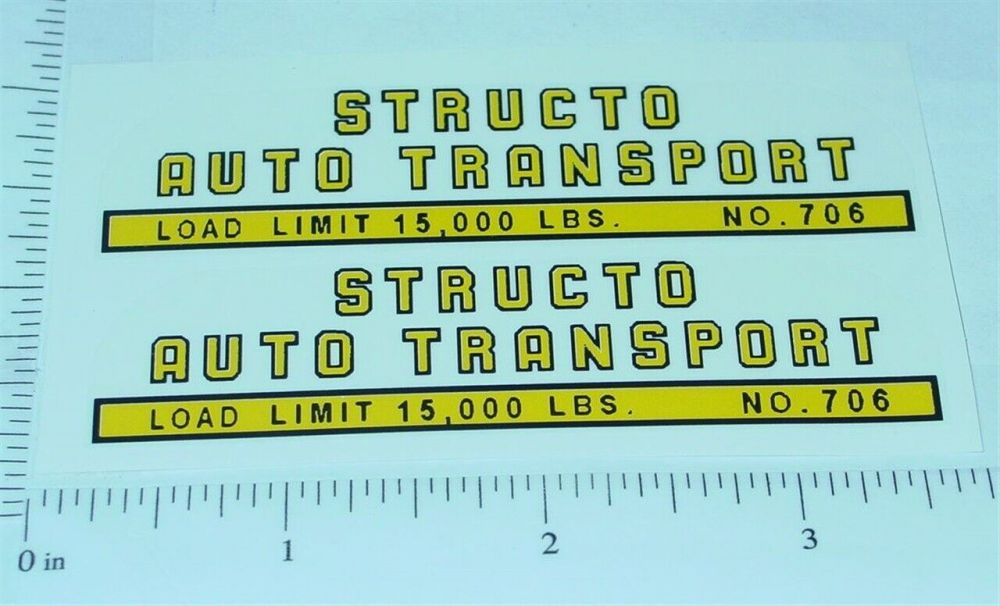 STRUCTO
AUTO TRANSPORT
LOAD LIMIT 15,000 LBS. NO. 706
STRUCTO
AUTO TRANSPORT
LOAD LIMIT 15,000 LBS. NO. 706
0 in 1 2 3